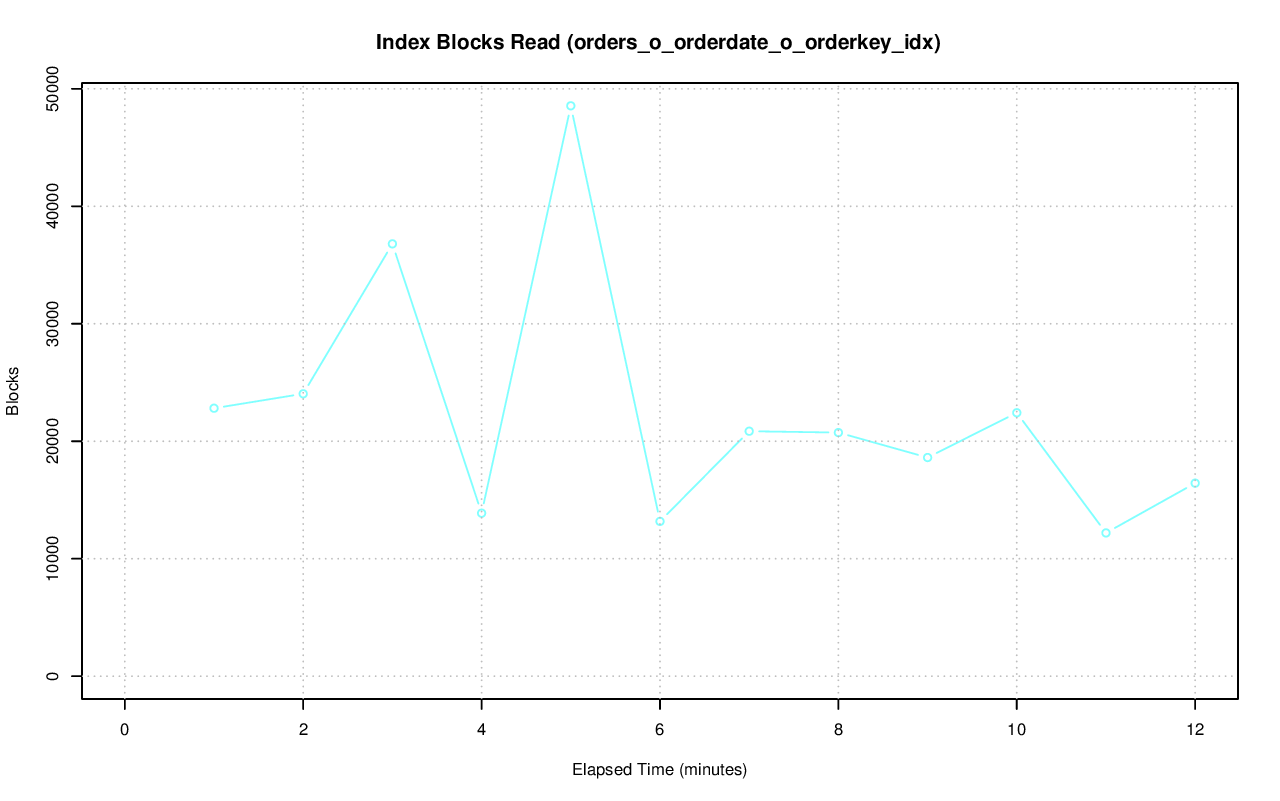 Index Blocks Read (orders_o_orderdate_o_orderkey_idx)
50000
40000
30000
20000
10000
0
Blocks
0 2 4 6 8 10 12
Elapsed Time (minutes)